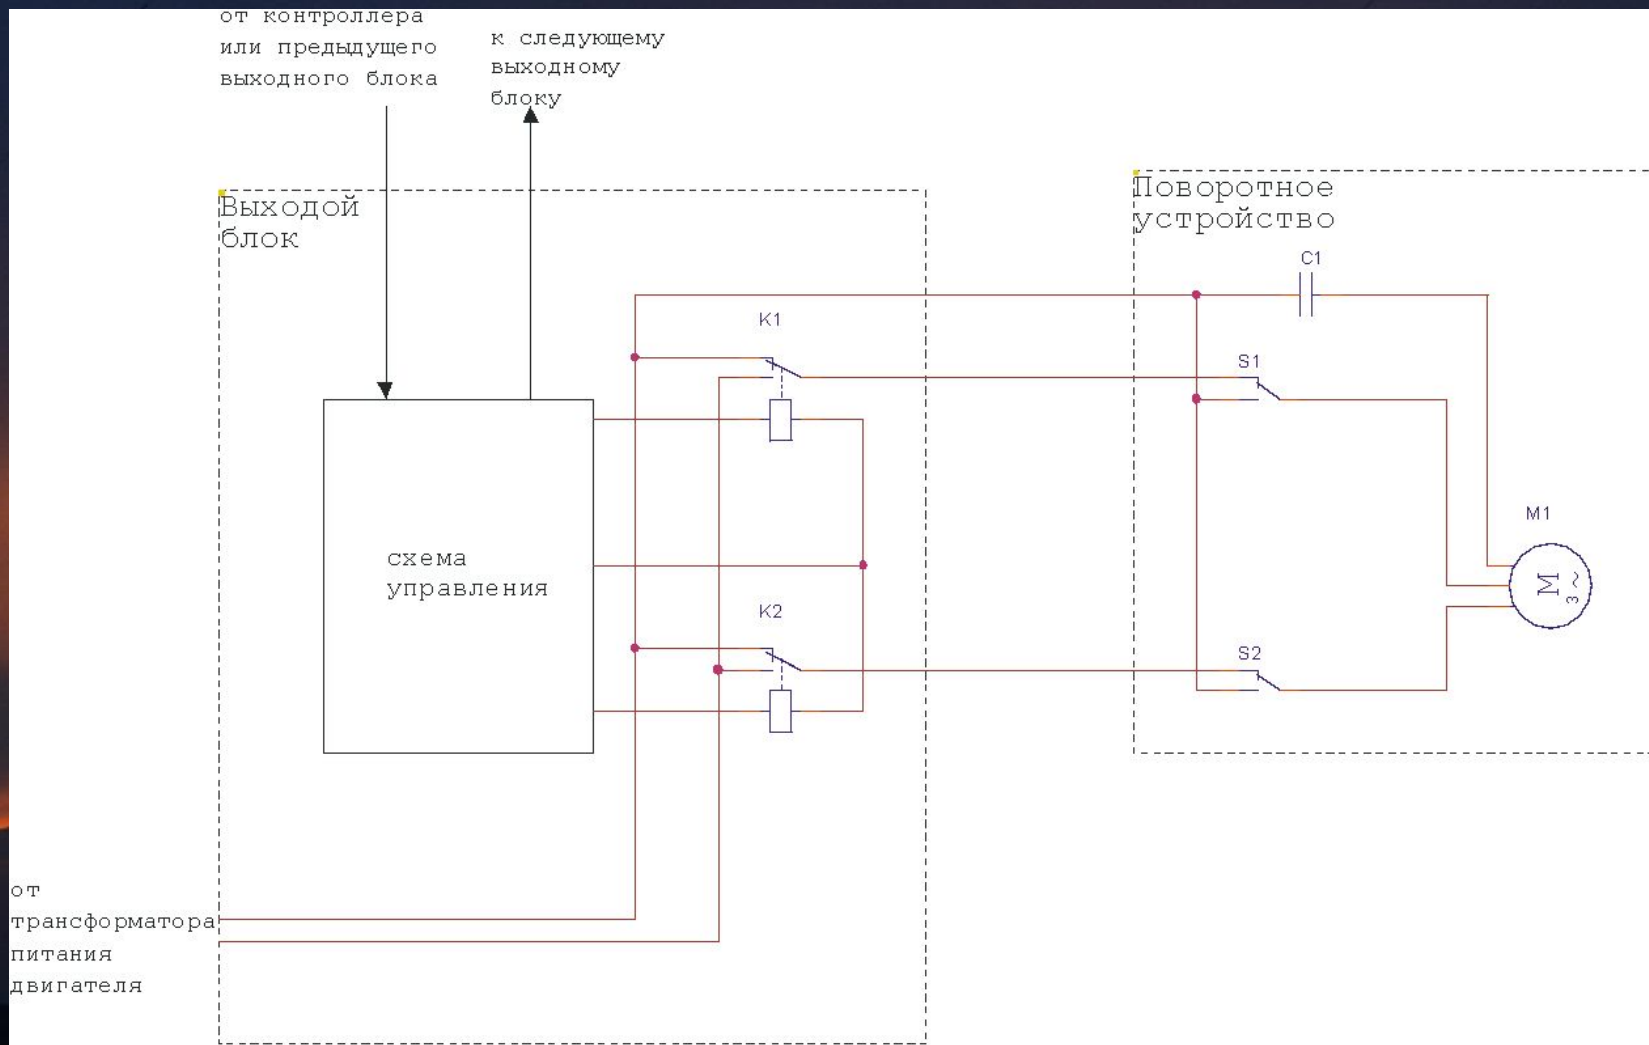 от контроллера
или предыдущего
выходного блока
к следующему
выходному
блоку
Выходой
блок
Поворотное
устройство
C1
K1
S1
M1
схема
управления
M
3 ~
K2
S2
от
трансформатора
питания
двигателя